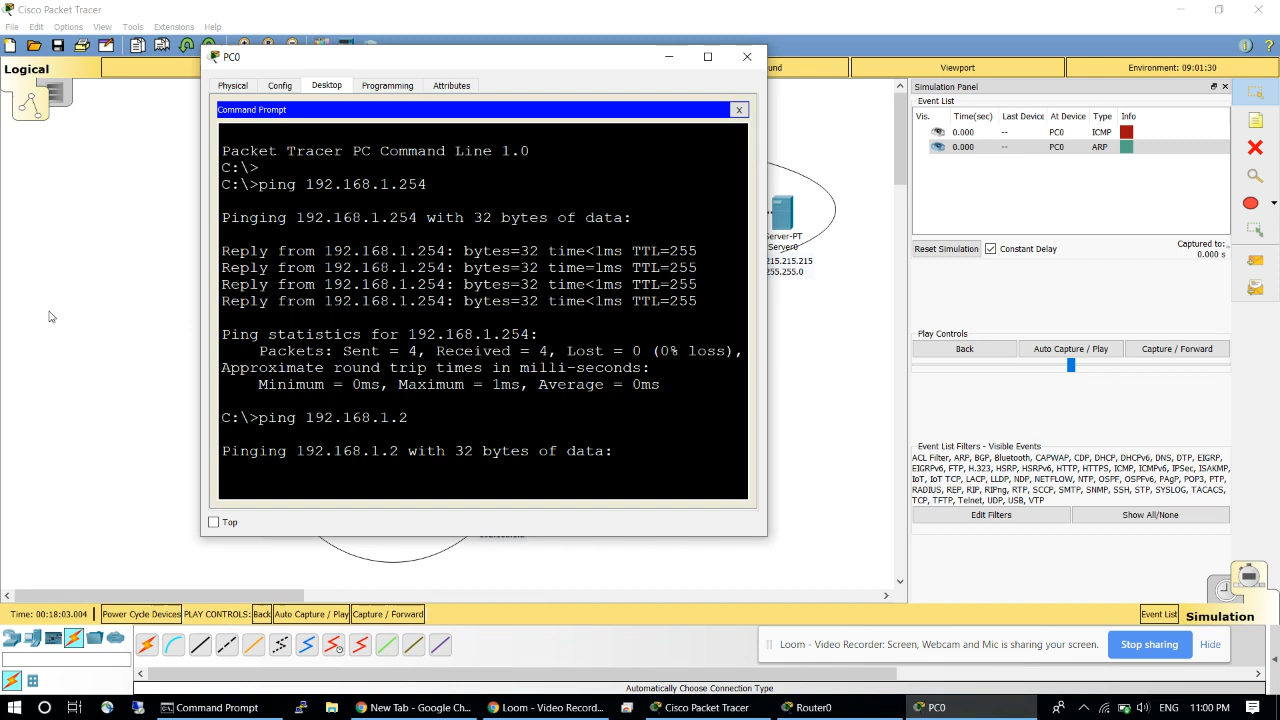 Cisco Packet Tracer
File Edit Options View Tools Extensions Help
Logical
Viewport
Environment: 09:01:30
PC0
Physical Config Desktop Programming Attributes
Command Prompt
X
Packet Tracer PC Command Line 1.0
C:\>
C:\>ping 192.168.1.254
Pinging 192.168.1.254 with 32 bytes of data:
Reply from 192.168.1.254: bytes=32 time<1ms TTL=255
Reply from 192.168.1.254: bytes=32 time=1ms TTL=255
Reply from 192.168.1.254: bytes=32 time<1ms TTL=255
Reply from 192.168.1.254: bytes=32 time<1ms TTL=255
Ping statistics for 192.168.1.254:
Packets: Sent = 4, Received = 4, Lost = 0 (0% loss),
Approximate round trip times in milli-seconds:
Minimum = 0ms, Maximum = 1ms, Average = 0ms
C:\>ping 192.168.1.2
Pinging 192.168.1.2 with 32 bytes of data:
Top
Server-PT
Server0
215.215.215
255.255.0
Simulation Panel
Event List
Vis. Time(sec) Last Device At Device Type Info
0.000 -- PC0 ICMP
0.000 -- PC0 ARP
Reset Simulation Constant Delay
Captured to:
0.000 s
Play Controls
Back Auto Capture / Play Capture / Forward
Event List Filters - Visible Events
ACL Filter, ARP, BGP, Bluetooth, CAPWAP, CDP, DHCP, DHCPv6, DNS, DTP, EIGRP,
EIGRPv6, FTP, H.323, HSRP, HSRPv6, HTTP, HTTPS, ICMP, ICMPv6, IPSec, ISAKMP,
IoT, IoT TCP, LACP, LLDP, NDP, NETFLOW, NTP, OSPF, OSPFv6, PAgP, POP3, PTP,
RADIUS, REP, RIP, RIPng, RTP, SCCP, SMTP, SNMP, SSH, STP, SYSLOG, TACACS,
TCP, TFTP, Telnet, UDP, USB, VTP
Edit Filters Show All/None
Time: 00:18:03.004 Power Cycle Devices PLAY CONTROLS: Back Auto Capture / Play Capture / Forward
Event List Simulation
Loom - Video Recorder: Screen, Webcam and Mic is sharing your screen. Stop sharing Hide
Automatically Choose Connection Type
Command Prompt New Tab - Google Ch... Loom - Video Record... Cisco Packet Tracer Router0 PC0 11:00 PM